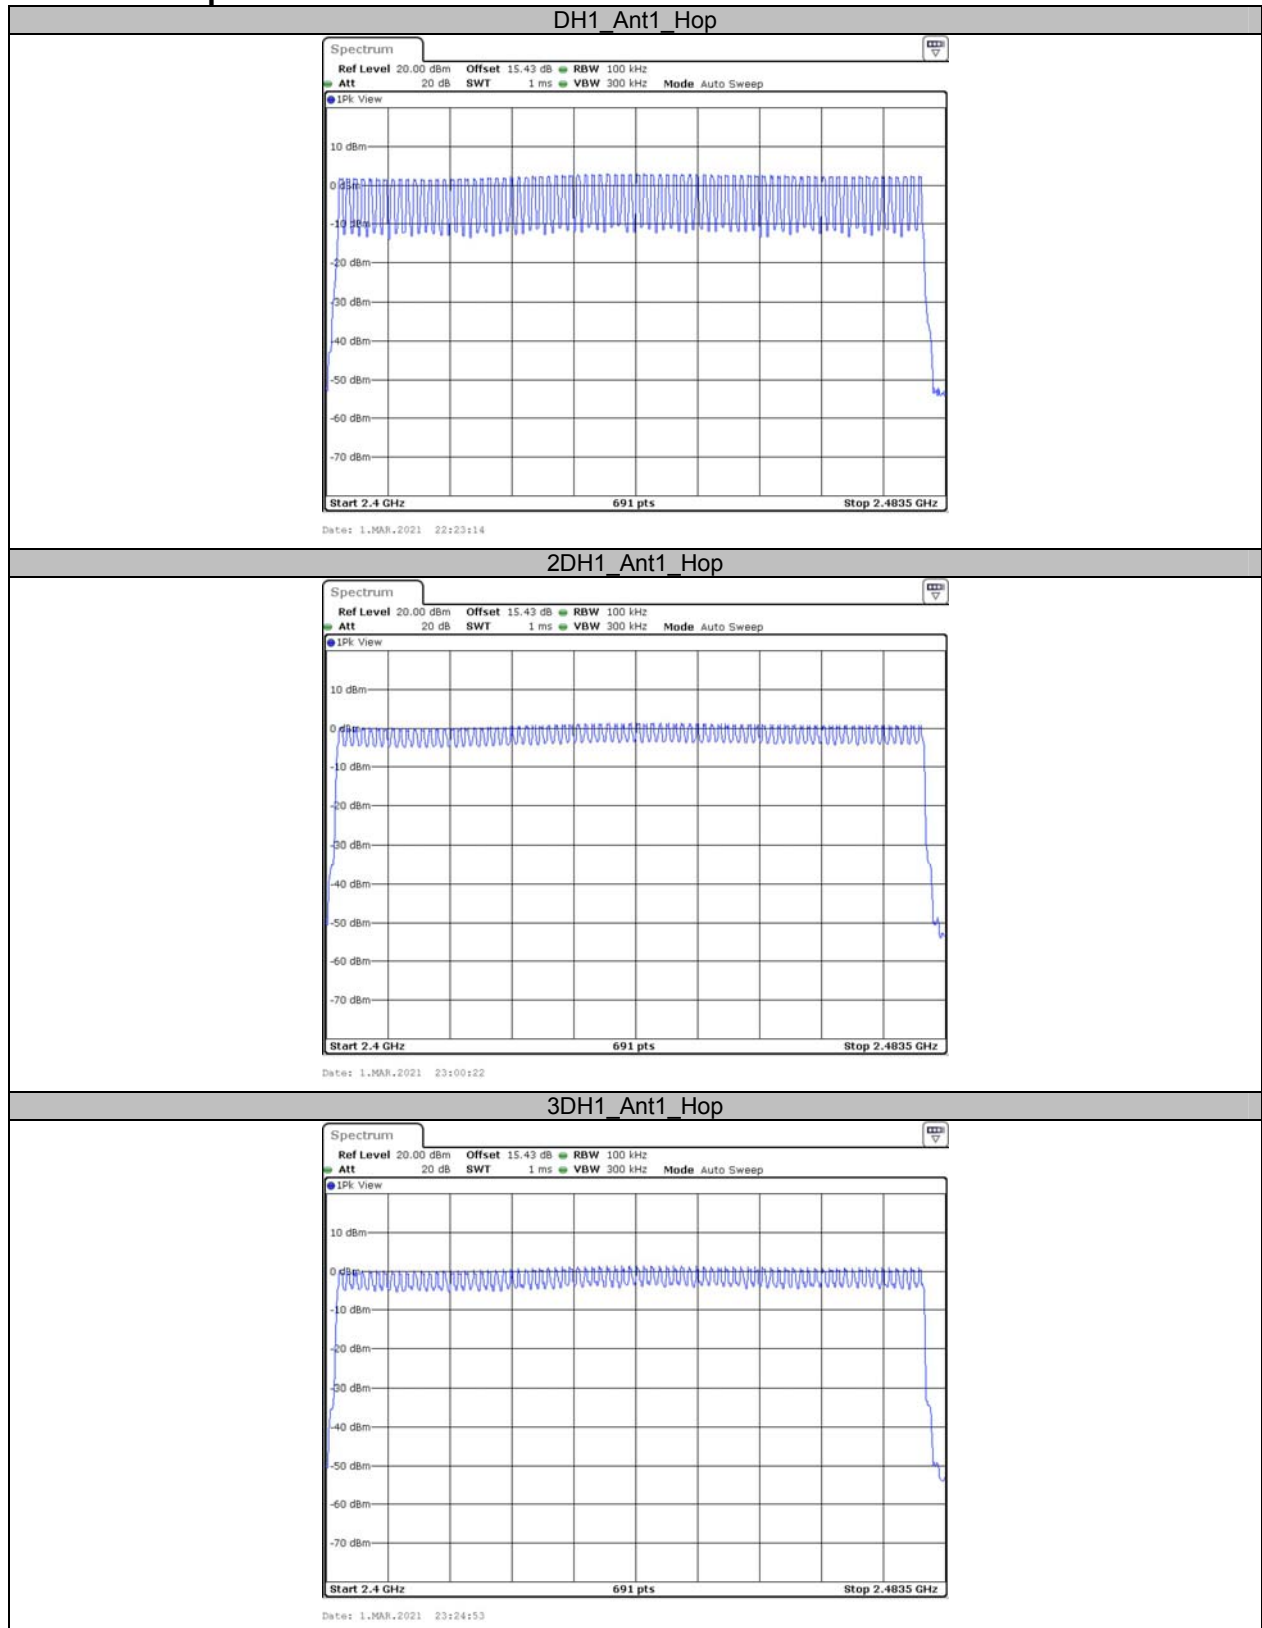 DH1_Ant1_Hop
Spectrum
Ref Level 20.00 dBm Offset 15.43 dB RBW 100 kHz
Att 20 dB SWT 1 ms VBW 300 kHz Mode Auto Sweep
1Pk View
10 dBm
0 dBm
-10 dBm
-20 dBm
-30 dBm
-40 dBm
-50 dBm
-60 dBm
-70 dBm
Start 2.4 GHz 691 pts Stop 2.4835 GHz
Date: 1.MAR.2021 22:23:14
2DH1_Ant1_Hop
Spectrum
Ref Level 20.00 dBm Offset 15.43 dB RBW 100 kHz
Att 20 dB SWT 1 ms VBW 300 kHz Mode Auto Sweep
1Pk View
10 dBm
0 dBm
-10 dBm
-20 dBm
-30 dBm
-40 dBm
-50 dBm
-60 dBm
-70 dBm
Start 2.4 GHz 691 pts Stop 2.4835 GHz
Date: 1.MAR.2021 23:00:22
3DH1_Ant1_Hop
Spectrum
Ref Level 20.00 dBm Offset 15.43 dB RBW 100 kHz
Att 20 dB SWT 1 ms VBW 300 kHz Mode Auto Sweep
1Pk View
10 dBm
0 dBm
-10 dBm
-20 dBm
-30 dBm
-40 dBm
-50 dBm
-60 dBm
-70 dBm
Start 2.4 GHz 691 pts Stop 2.4835 GHz
Date: 1.MAR.2021 23:24:53